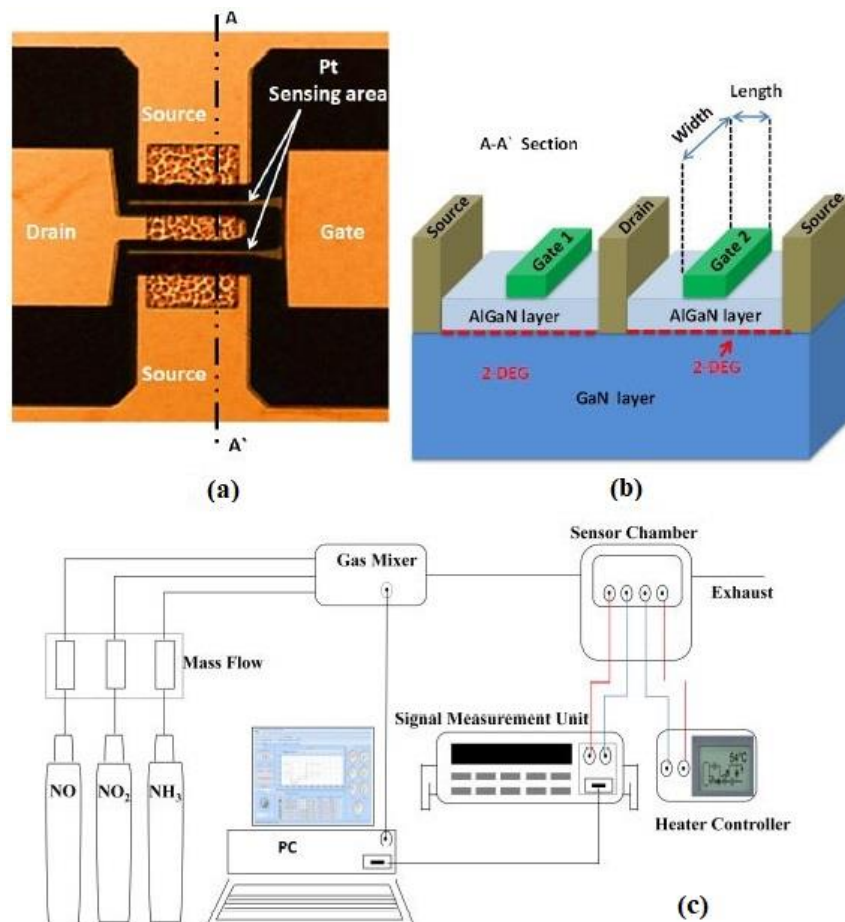 A
Pt
Sensing area
Source
Drain
Gate
Source
A`
(a)
A-A` Section
Width
Length
Source
Gate 1
Drain
Gate 2
Source
AlGaN layer
AlGaN layer
2-DEG
2-DEG
GaN layer
(b)
Sensor Chamber
Gas Mixer
Exhaust
Mass Flow
Signal Measurement Unit
54°C
NO
NO₂
NH₃
PC
Heater Controller
(c)